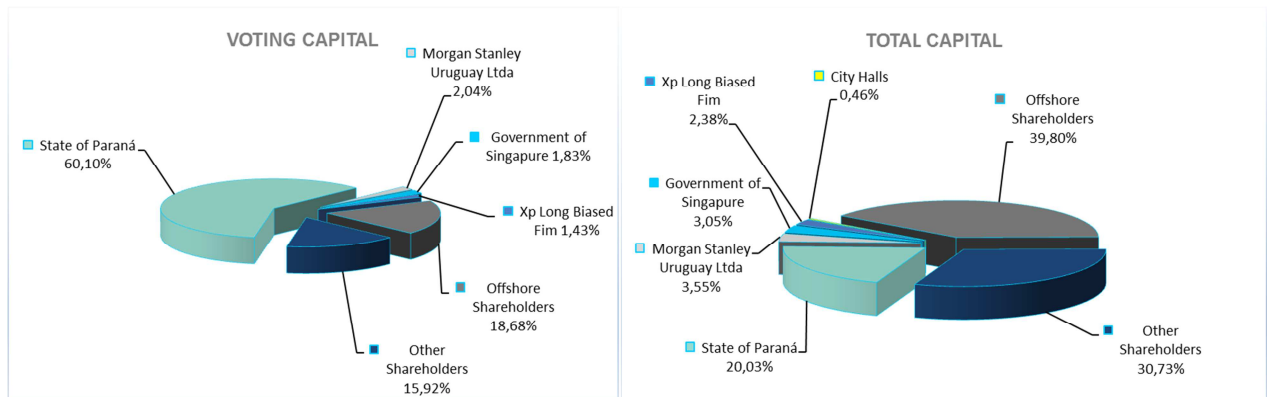 VOTING CAPITAL
Morgan Stanley
Uruguay Ltda
2,04%
State of Paraná
60,10%
Government of
Singapure 1,83%
Xp Long Biased
Fim 1,43%
Offshore
Shareholders
18,68%
Other
Shareholders
15,92%
TOTAL CAPITAL
Xp Long Biased
Fim
2,38%
City Halls
0,46%
Offshore
Shareholders
39,80%
Government of
Singapure
3,05%
Morgan Stanley
Uruguay Ltda
3,55%
State of Paraná
20,03%
Other
Shareholders
30,73%